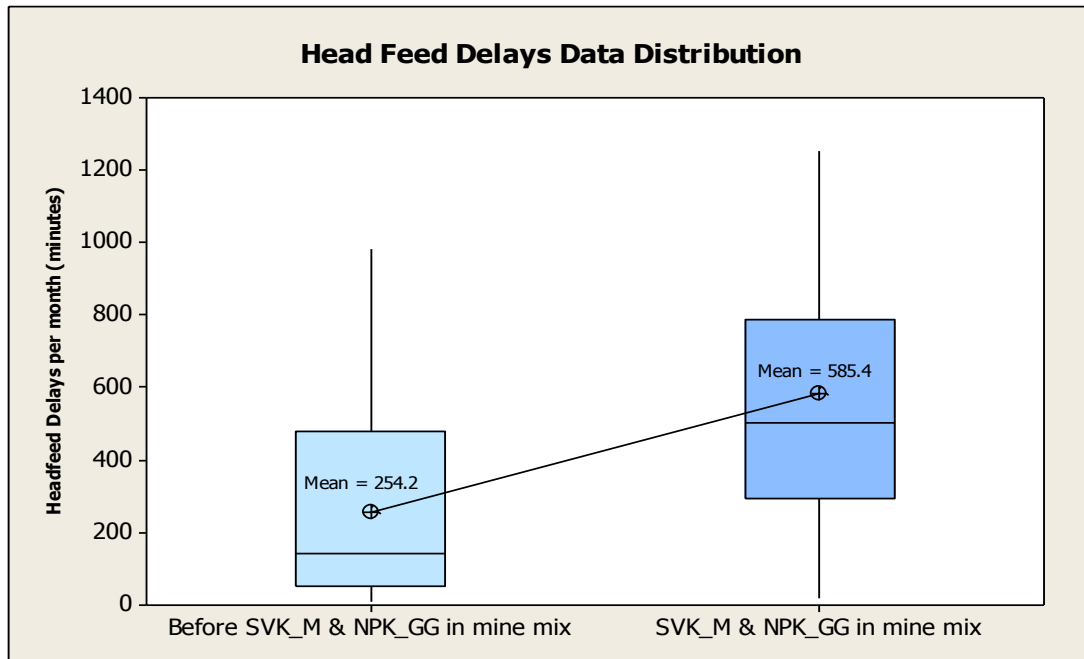 Head Feed Delays Data Distribution
1400
1200
1000
800
600
400
200
0
Headfeed Delays per month (minutes)
Mean = 254.2
Mean = 585.4
Before SVK_M & NPK_GG in mine mix
SVK_M & NPK_GG in mine mix